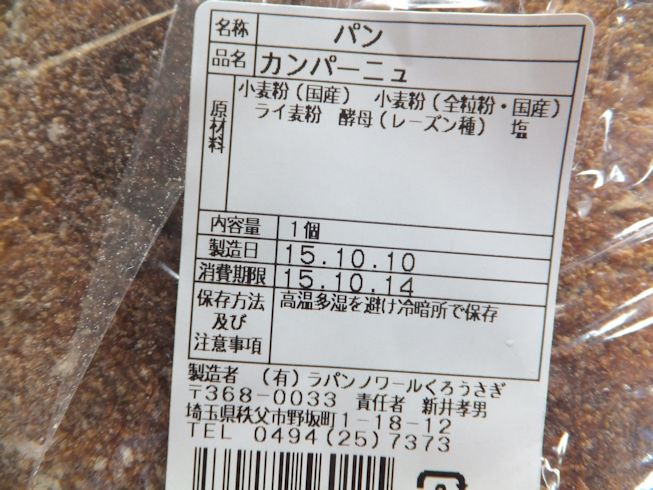 名称 パン
品名 カンパーニュ
原材料 小麦粉(国産) 小麦粉(全粒粉・国産)
ライ麦粉 酵母(レーズン種) 塩
内容量 1個
製造日 15.10.10
消費期限 15.10.14
保存方法及び注意事項 高温多湿を避け冷暗所で保存
製造者 (有)ラパンノワールくろうさぎ
〒368-0033 責任者 新井孝男
埼玉県秩父市野坂町1-18-12
TEL 0494(25)7373